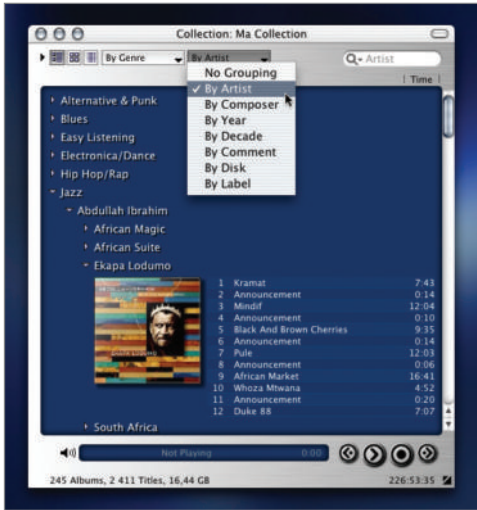 Collection: Ma Collection
By Genre
By Artist
Artist
No Grouping
Time
✓ By Artist
By Composer
By Year
By Decade
By Comment
By Disk
By Label
Alternative & Punk
Blues
Easy Listening
Electronica/Dance
Hip Hop/Rap
Jazz
Abdullah Ibrahim
African Magic
African Suite
Ekapa Lodumo
1 Kramat 7:43
2 Announcement 0:14
3 Mindif 12:04
4 Announcement 0:10
5 Black And Brown Cherries 9:35
6 Announcement 0:14
7 Pule 12:03
8 Announcement 0:06
9 African Market 16:41
10 Whoza Mtwana 4:52
11 Announcement 0:20
12 Duke 88 7:07
South Africa
Not Playing 0:00
245 Albums, 2 411 Titles, 16,44 GB 226:53:35